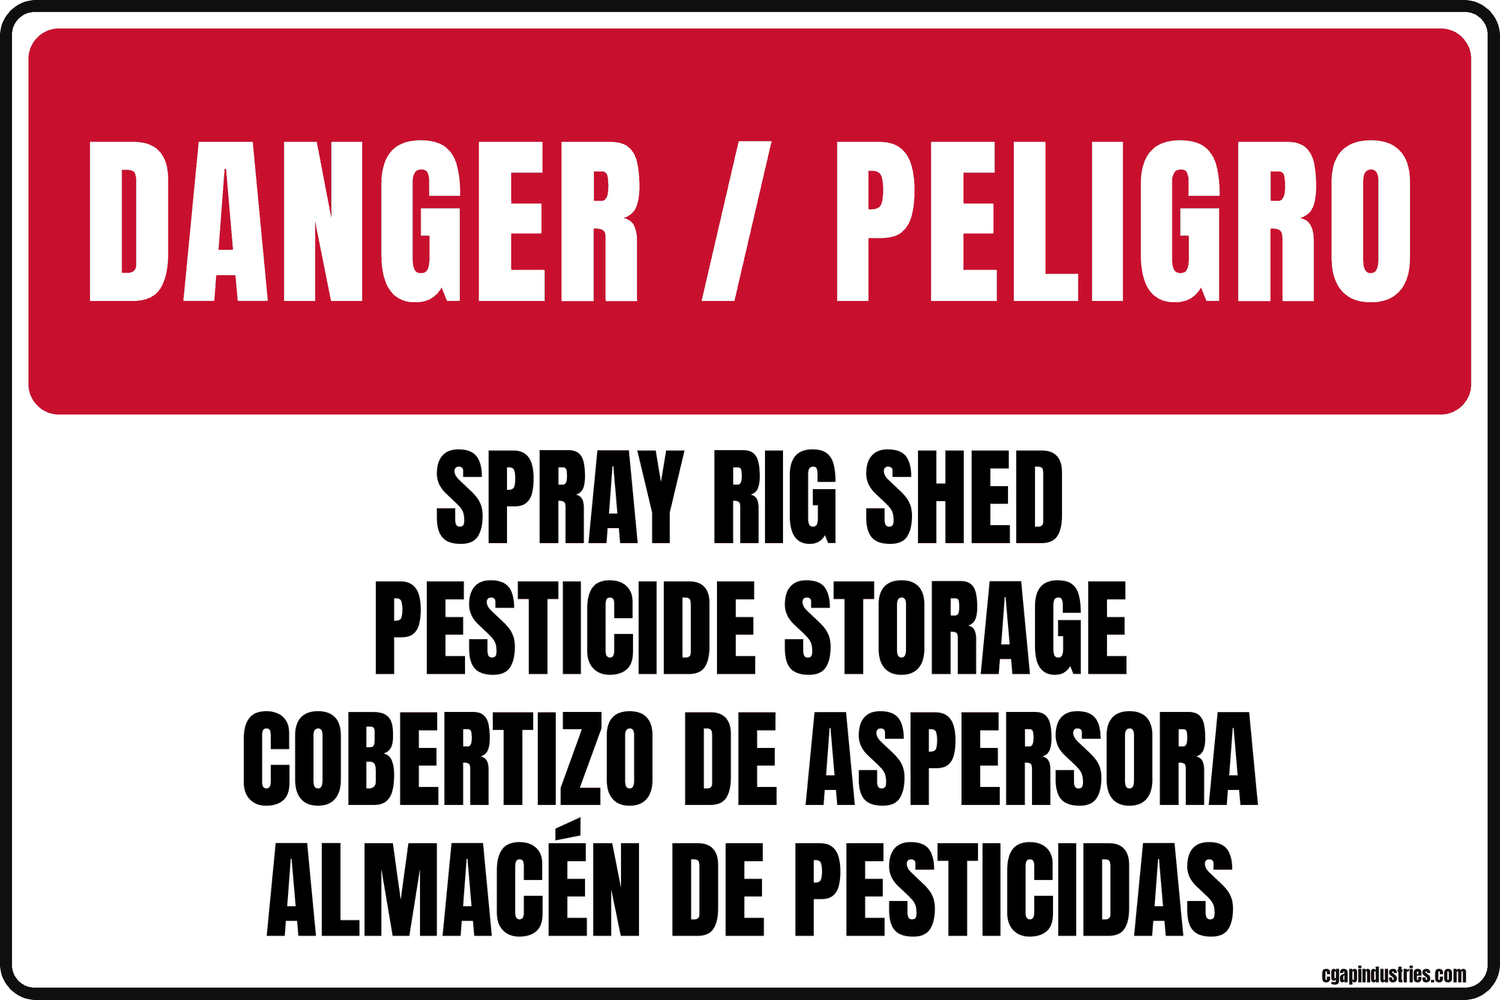 DANGER / PELIGRO
SPRAY RIG SHED
PESTICIDE STORAGE
COBERTIZO DE ASPERSORA
ALMACÉN DE PESTICIDAS
cgapindustries.com